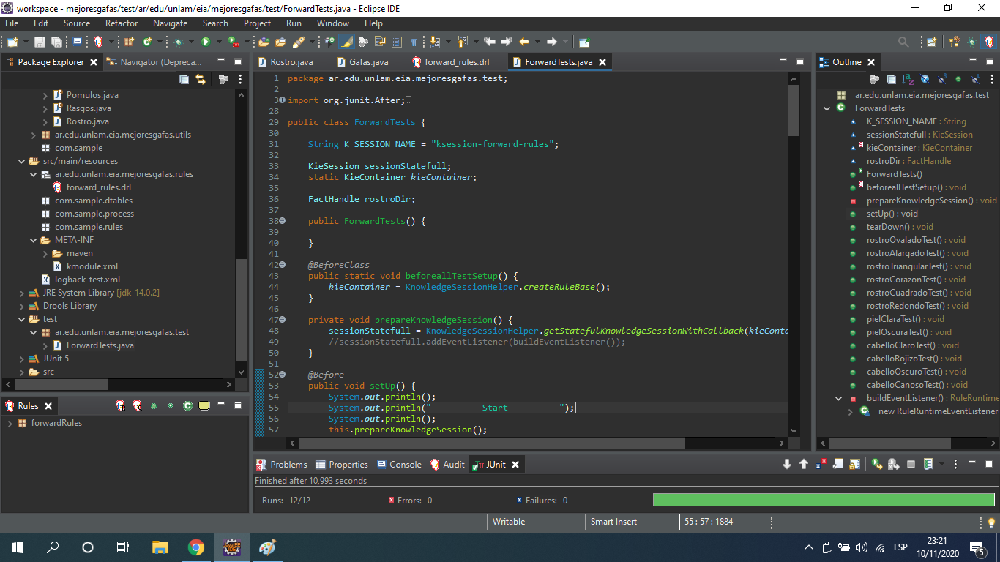 workspace - mejoresgafas/test/ar/edu/unlam/eia/mejoresgafas/test/ForwardTests.java - Eclipse IDE
File Edit Source Refactor Navigate Search Project Run Window Help
Package Explorer Navigator (Depreca...
Pomulos.java
Rasgos.java
Rostro.java
ar.edu.unlam.eia.mejoresgafas.utils
com.sample
src/main/resources
ar.edu.unlam.eia.mejoresgafas.rules
forward_rules.drl
com.sample.dtables
com.sample.process
com.sample.rules
META-INF
maven
kmodule.xml
logback-test.xml
JRE System Library [jdk-14.0.2]
Drools Library
test
ar.edu.unlam.eia.mejoresgafas.test
ForwardTests.java
JUnit 5
src
Rules
forwardRules
Rostro.java Gafas.java forward_rules.drl ForwardTests.java
1 package ar.edu.unlam.eia.mejoresgafas.test;
2
3 import org.junit.After;
28
29 public class ForwardTests {
30
31 String K_SESSION_NAME = "ksession-forward-rules";
32
33 KieSession sessionStatefull;
34 static KieContainer kieContainer;
35
36 FactHandle rostroDir;
37
38 public ForwardTests() {
39
40 }
41
42 @BeforeClass
43 public static void beforeallTestSetup() {
44 kieContainer = KnowledgeSessionHelper.createRuleBase();
45 }
46
47 private void prepareKnowledgeSession() {
48 sessionStatefull = KnowledgeSessionHelper.getStatefulKnowledgeSessionWithCallback(kieConta
49 //sessionStatefull.addEventListener(buildEventListener());
50 }
51
52 @Before
53 public void setUp() {
54 System.out.println();
55 System.out.println("----------Start----------");
56 System.out.println();
57 this.prepareKnowledgeSession();
Outline
ar.edu.unlam.eia.mejoresgafas.test
ForwardTests
K_SESSION_NAME : String
sessionStatefull : KieSession
kieContainer : KieContainer
rostroDir : FactHandle
ForwardTests()
beforeallTestSetup() : void
prepareKnowledgeSession() : void
setUp() : void
tearDown() : void
rostroOvaladoTest() : void
rostroAlargadoTest() : void
rostroTriangularTest() : void
rostroCorazonTest() : void
rostroCuadradoTest() : void
rostroRedondoTest() : void
pielClaraTest() : void
pielOscuraTest() : void
cabelloClaroTest() : void
cabelloRojizoTest() : void
cabelloOscuroTest() : void
cabelloCanosoTest() : void
buildEventListener() : RuleRuntime
new RuleRuntimeEventListener(
Problems Properties Console Audit JUnit
Finished after 10,993 seconds
Runs: 12/12 Errors: 0 Failures: 0
Writable Smart Insert 55 : 57 : 1884
ESP
23:21
10/11/2020
5